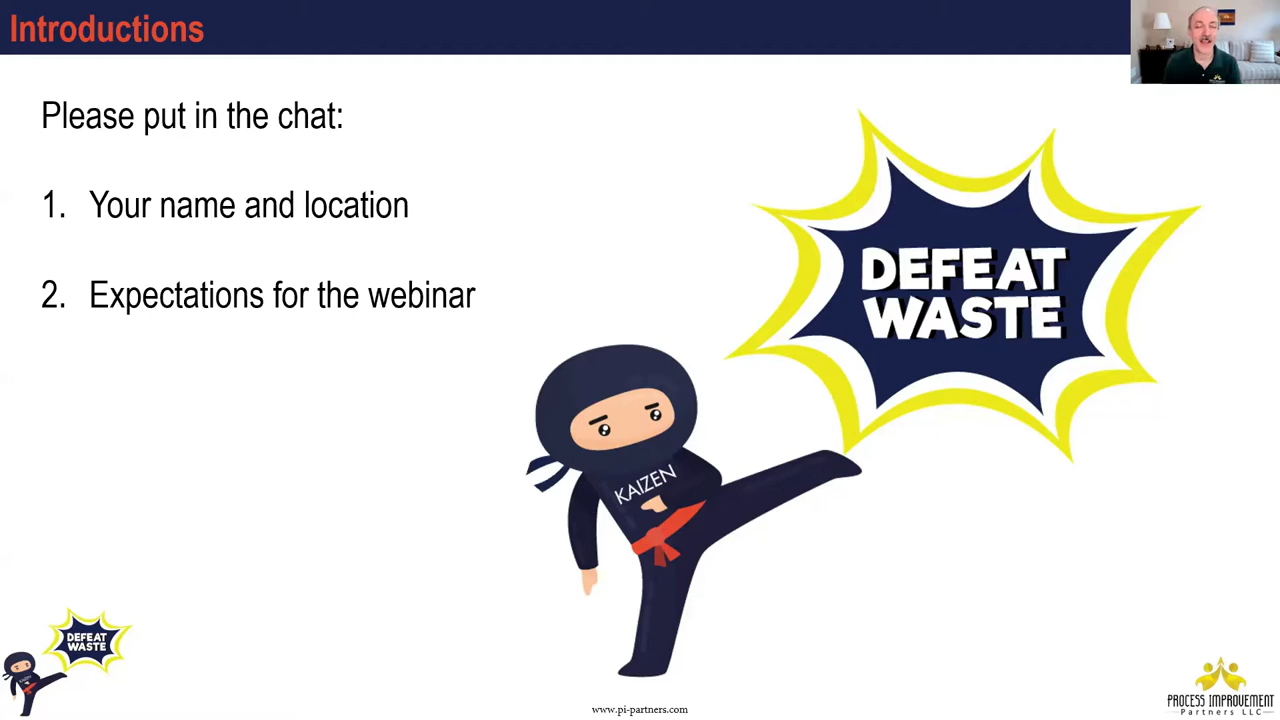 Introductions
Please put in the chat:
1. Your name and location
2. Expectations for the webinar
DEFEAT
WASTE
KAIZEN
DEFEAT
WASTE
KAIZEN
www.pi-partners.com
PROCESS IMPROVEMENT
Partners LLC